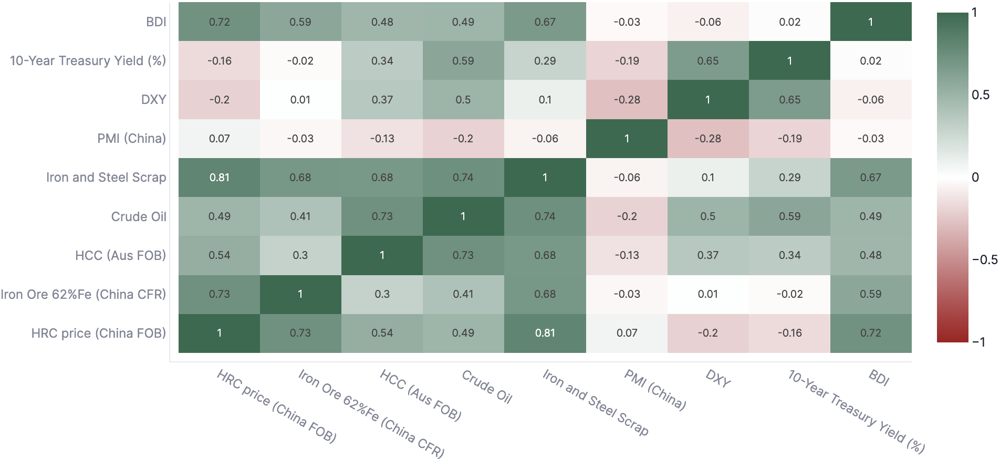 BDI 0.72 0.59 0.48 0.49 0.67 -0.03 -0.06 0.02 1
10-Year Treasury Yield (%) -0.16 -0.02 0.34 0.59 0.29 -0.19 0.65 1 0.02
DXY -0.2 0.01 0.37 0.5 0.1 -0.28 1 0.65 -0.06
PMI (China) 0.07 -0.03 -0.13 -0.2 -0.06 1 -0.28 -0.19 -0.03
Iron and Steel Scrap 0.81 0.68 0.68 0.74 1 -0.06 0.1 0.29 0.67
Crude Oil 0.49 0.41 0.73 1 0.74 -0.2 0.5 0.59 0.49
HCC (Aus FOB) 0.54 0.3 1 0.73 0.68 -0.13 0.37 0.34 0.48
Iron Ore 62%Fe (China CFR) 0.73 1 0.3 0.41 0.68 -0.03 0.01 -0.02 0.59
HRC price (China FOB) 1 0.73 0.54 0.49 0.81 0.07 -0.2 -0.16 0.72
HRC price (China FOB)
Iron Ore 62%Fe (China CFR)
HCC (Aus FOB)
Crude Oil
Iron and Steel Scrap
PMI (China)
DXY
10-Year Treasury Yield (%)
BDI
1
0.5
0
−0.5
−1